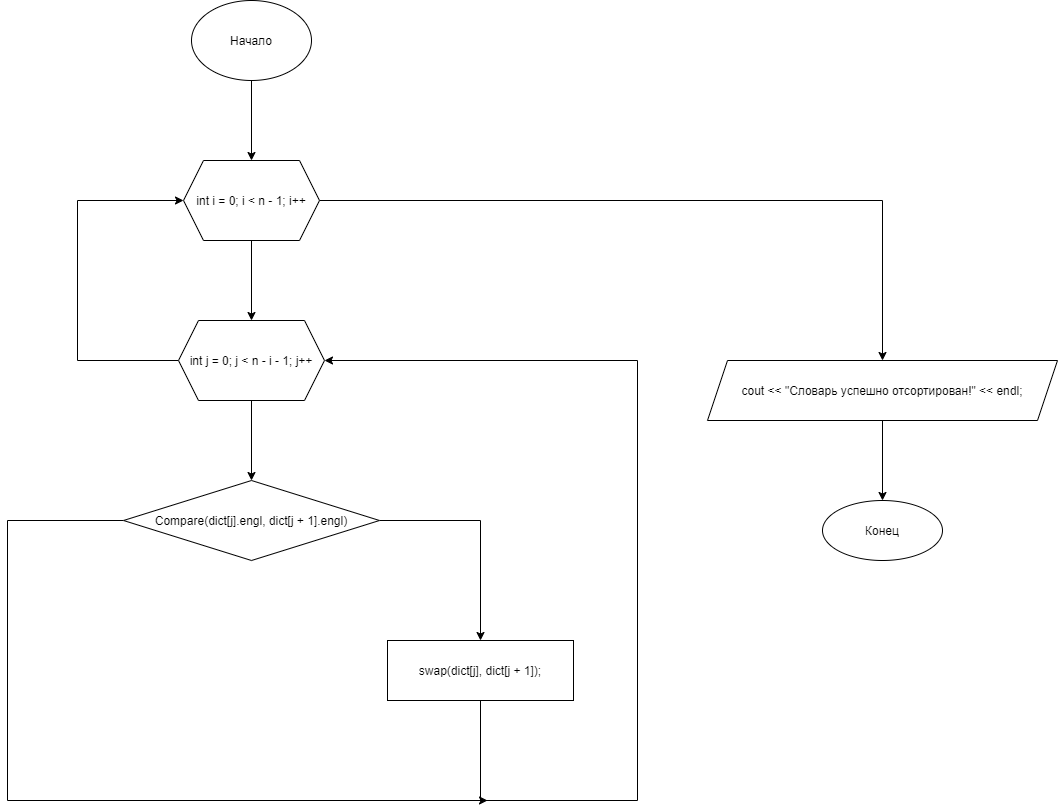 Начало
int i = 0; i < n - 1; i++
int j = 0; j < n - i - 1; j++
cout << "Словарь успешно отсортирован!" << endl;
Compare(dict[j].engl, dict[j + 1].engl)
Конец
swap(dict[j], dict[j + 1]);